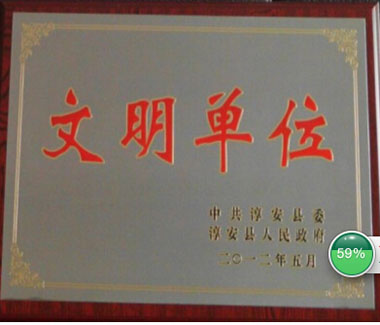 文明单位
中共淳安县委
淳安县人民政府
二〇一二年五月
59%